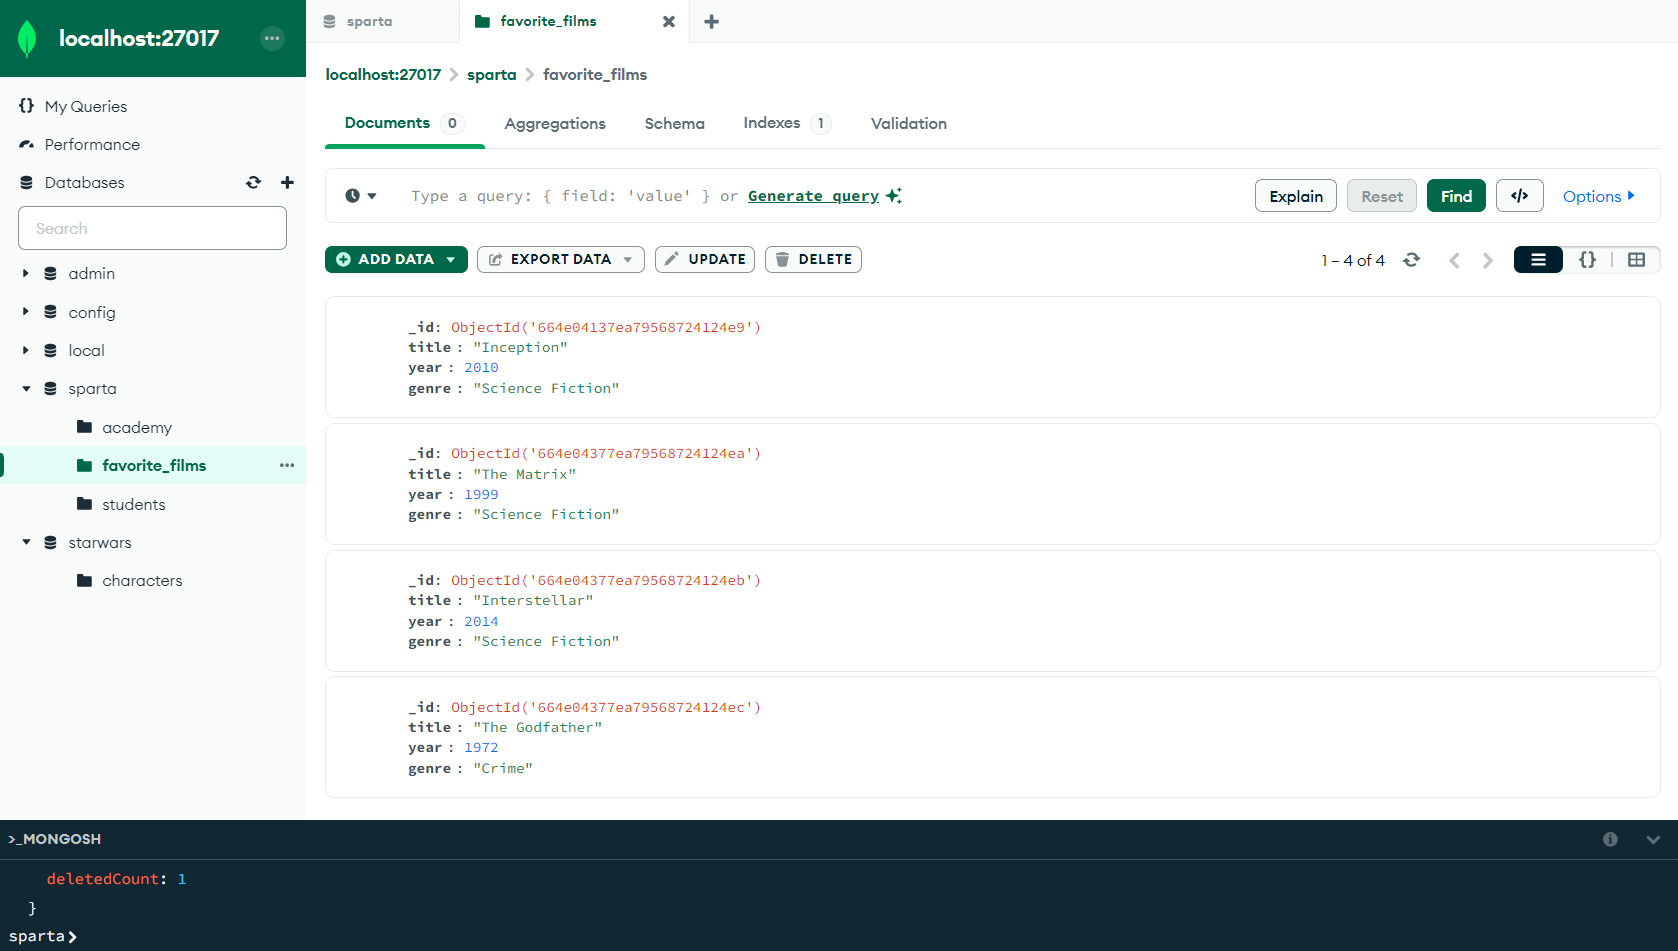 localhost:27017
My Queries
Performance
Databases
Search
admin
config
local
sparta
academy
favorite_films
students
starwars
characters
sparta
favorite_films
localhost:27017 > sparta > favorite_films
Documents 0 Aggregations Schema Indexes 1 Validation
Type a query: { field: 'value' } or Generate query
Explain Reset Find </> Options
ADD DATA EXPORT DATA UPDATE DELETE
1 – 4 of 4 {}
_id: ObjectId('664e04137ea79568724124e9')
title : "Inception"
year : 2010
genre : "Science Fiction"
_id: ObjectId('664e04377ea79568724124ea')
title : "The Matrix"
year : 1999
genre : "Science Fiction"
_id: ObjectId('664e04377ea79568724124eb')
title : "Interstellar"
year : 2014
genre : "Science Fiction"
_id: ObjectId('664e04377ea79568724124ec')
title : "The Godfather"
year : 1972
genre : "Crime"
>_MONGOSH
deletedCount: 1
}
sparta>